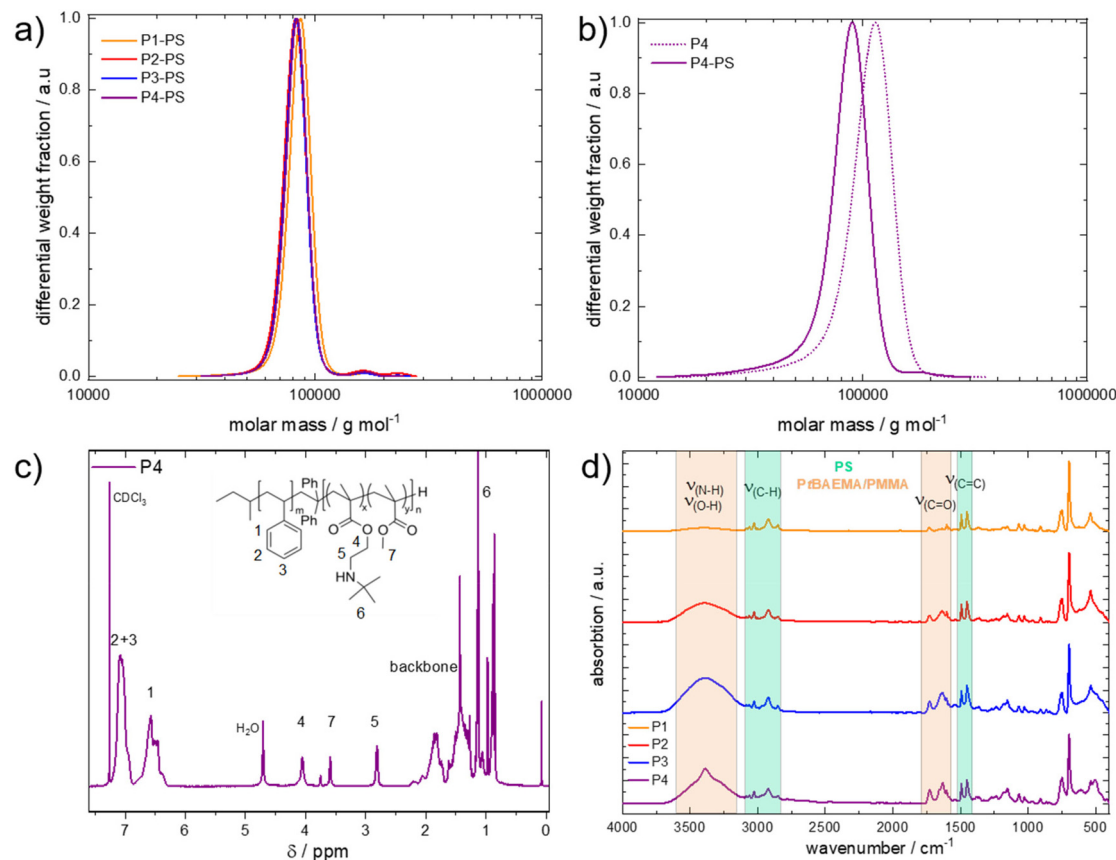 a)
1.0
0.8
0.6
0.4
0.2
0.0
differential weight fraction / a.u
P1-PS
P2-PS
P3-PS
P4-PS
10000
100000
1000000
molar mass / g mol⁻¹
b)
1.0
0.8
0.6
0.4
0.2
0.0
differential weight fraction / a.u
P4
P4-PS
10000
100000
1000000
molar mass / g mol⁻¹
c)
P4
CDCl₃
2+3
1
H₂O
4
7
5
backbone
6
Ph
Ph
m
x
y
n
H
O
O
O
O
1
2
3
4
5
7
HN
6
7
6
5
4
3
2
1
0
δ / ppm
d)
PS
PtBAEMA/PMMA
ν(N-H)
ν(O-H)
ν(C-H)
ν(C=O)
ν(C=C)
absorbtion / a.u.
P1
P2
P3
P4
4000
3500
3000
2500
2000
1500
1000
500
wavenumber / cm⁻¹